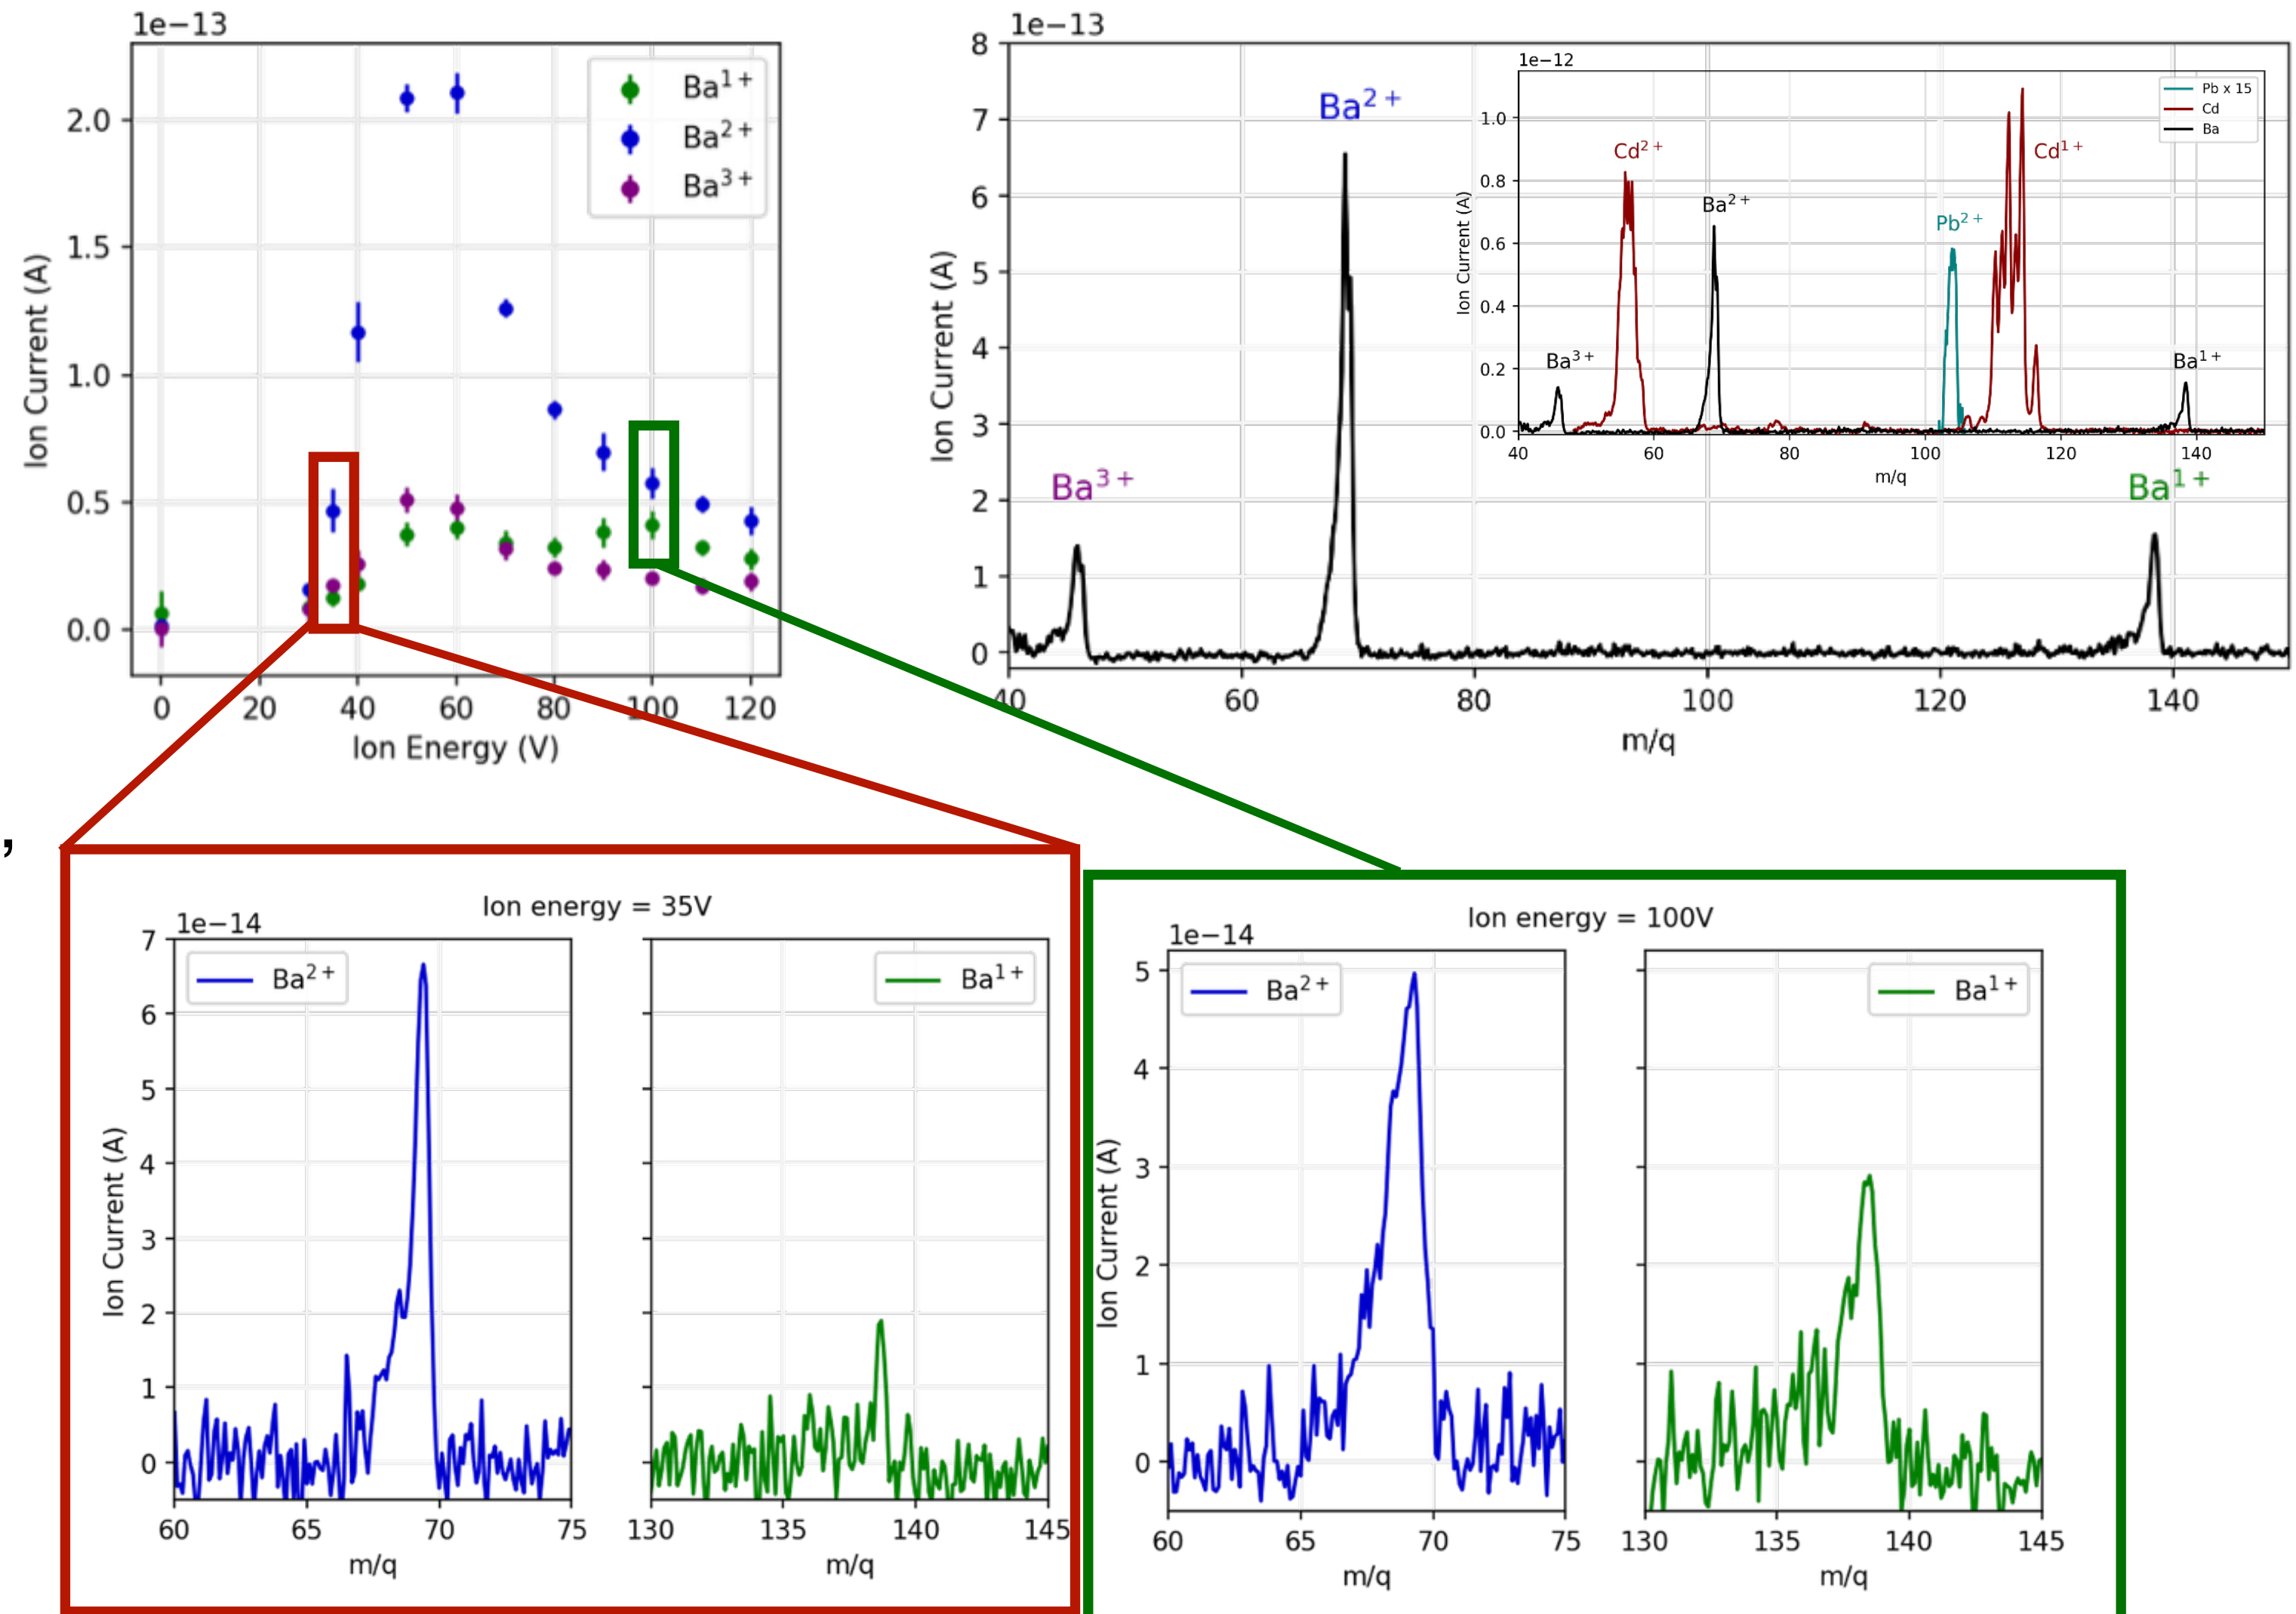 1e−13
Ion Current (A)
2.0
1.5
1.0
0.5
0.0
Ba1+
Ba2+
Ba3+
0 20 40 60 80 100 120
Ion Energy (V)
1e−13
Ion Current (A)
8
7
6
5
4
3
2
1
0
Ba3+
Ba2+
Ba1+
40 60 80 100 120 140
m/q
1e−12
Ion Current (A)
1.0
0.8
0.6
0.4
0.2
0.0
Pb x 15
Cd
Ba
Ba3+
Cd2+
Ba2+
Pb2+
Cd1+
Ba1+
40 60 80 100 120 140
m/q
,
Ion energy = 35V
1e−14
Ion Current (A)
7
6
5
4
3
2
1
0
Ba2+
60 65 70 75
m/q
Ba1+
130 135 140 145
m/q
Ion energy = 100V
1e−14
Ion Current (A)
5
4
3
2
1
0
Ba2+
60 65 70 75
m/q
Ba1+
130 135 140 145
m/q